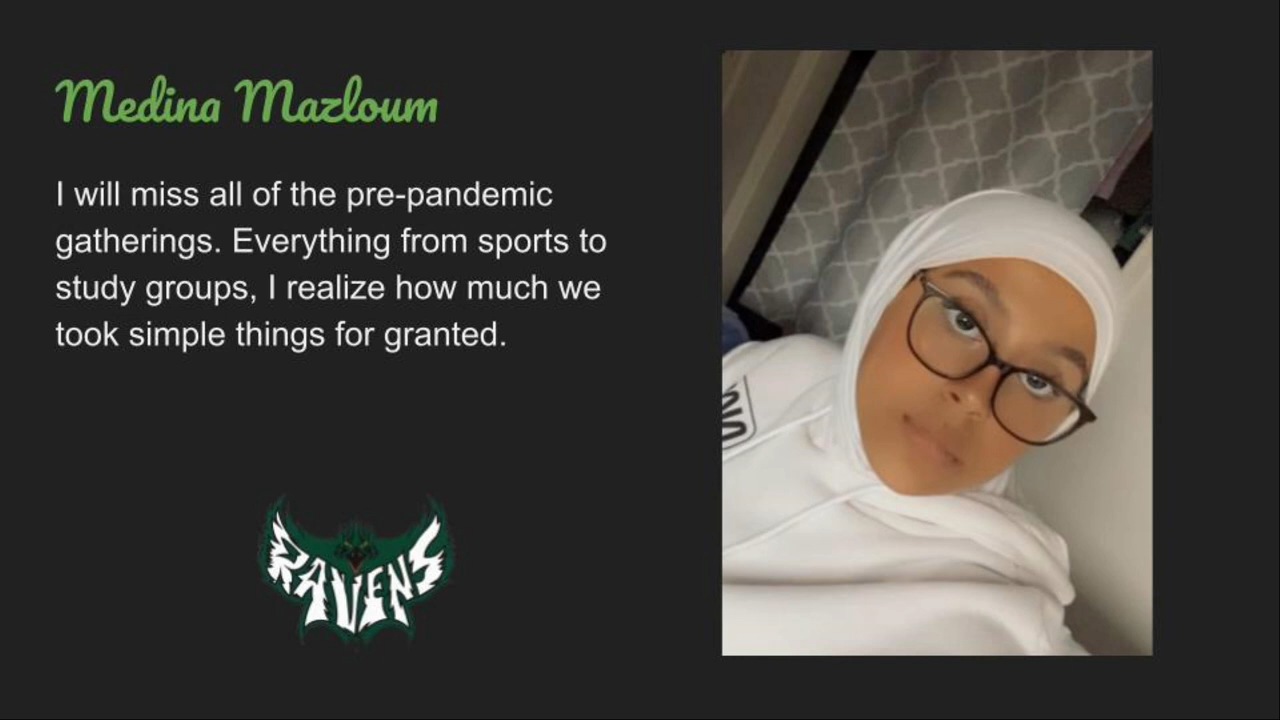 Medina Mazloum
I will miss all of the pre-pandemic
gatherings. Everything from sports to
study groups, I realize how much we
took simple things for granted.
RAVENS